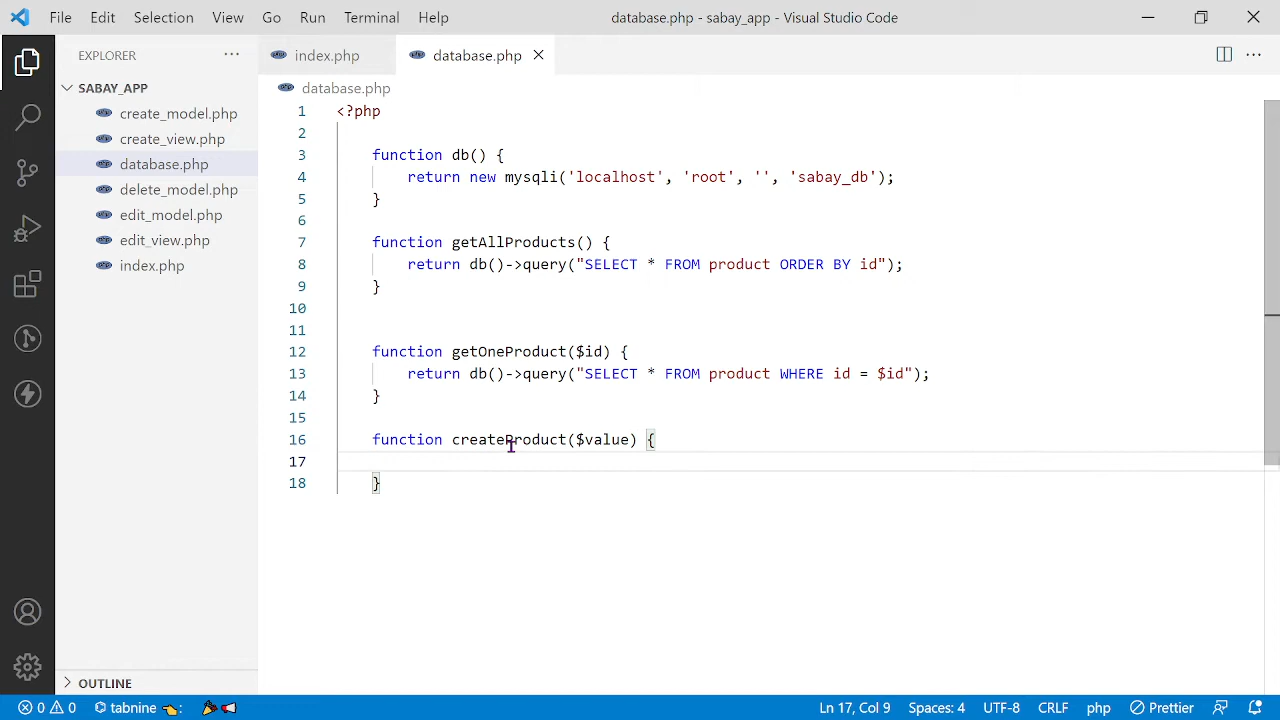 File Edit Selection View Go Run Terminal Help database.php - sabay_app - Visual Studio Code
EXPLORER
SABAY_APP
create_model.php
create_view.php
database.php
delete_model.php
edit_model.php
edit_view.php
index.php
OUTLINE
index.php database.php
database.php
1 <?php
2
3 function db() {
4 return new mysqli('localhost', 'root', '', 'sabay_db');
5 }
6
7 function getAllProducts() {
8 return db()->query("SELECT * FROM product ORDER BY id");
9 }
10
11
12 function getOneProduct($id) {
13 return db()->query("SELECT * FROM product WHERE id = $id");
14 }
15
16 function createProduct($value) {
17
18 }
0 0 tabnine Ln 17, Col 9 Spaces: 4 UTF-8 CRLF php Prettier